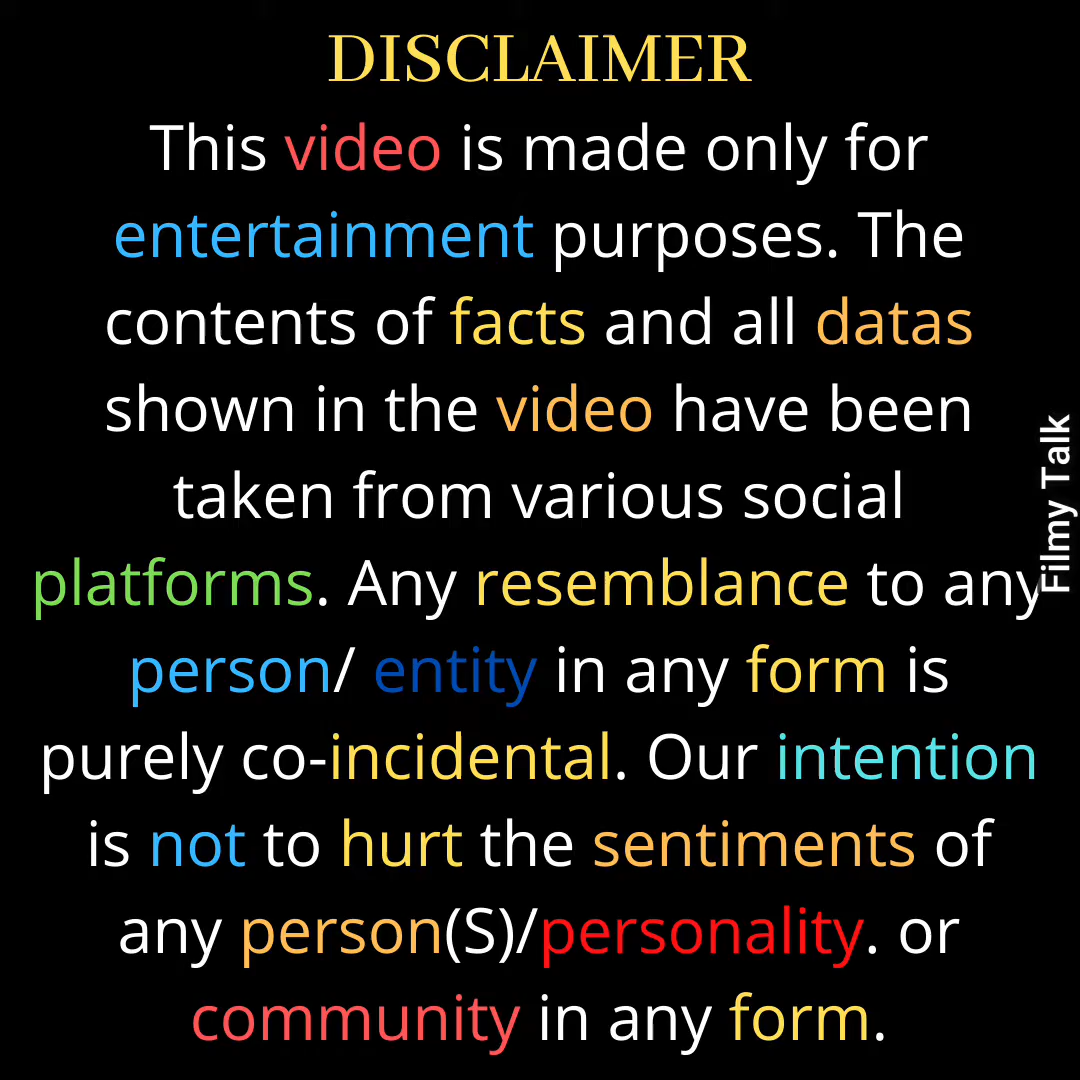 DISCLAIMER
This video is made only for
entertainment purposes. The
contents of facts and all datas
shown in the video have been
taken from various social
platforms. Any resemblance to any
person/ entity in any form is
purely co-incidental. Our intention
is not to hurt the sentiments of
any person(S)/personality. or
community in any form.
Filmy Talk